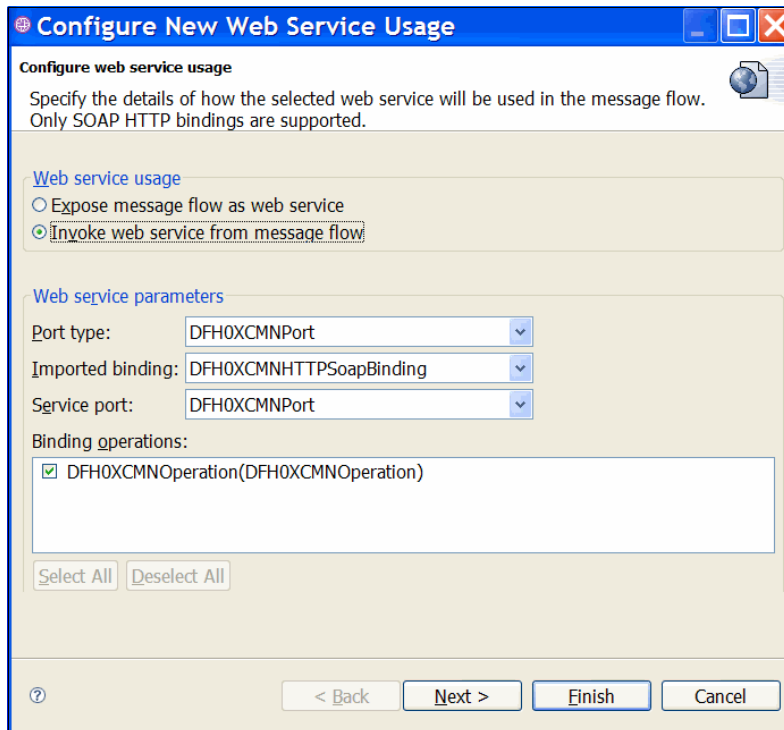 Configure New Web Service Usage
Configure web service usage
Specify the details of how the selected web service will be used in the message flow.
Only SOAP HTTP bindings are supported.
Web service usage
Expose message flow as web service
Invoke web service from message flow
Web service parameters
Port type: DFH0XCMNPort
Imported binding: DFH0XCMNHTTPSoapBinding
Service port: DFH0XCMNPort
Binding operations:
DFH0XCMNOperation(DFH0XCMNOperation)
Select All Deselect All
? < Back Next > Finish Cancel